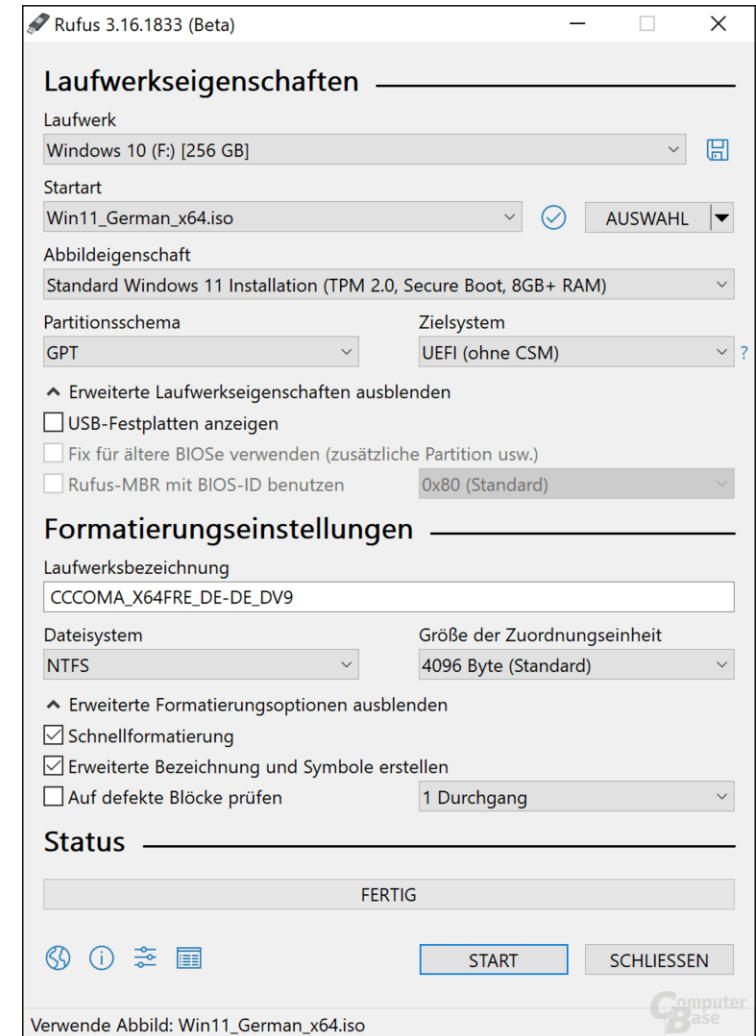 Rufus 3.16.1833 (Beta)
Laufwerkseigenschaften
Laufwerk
Windows 10 (F:) [256 GB]
Startart
Win11_German_x64.iso
AUSWAHL
Abbildeigenschaft
Standard Windows 11 Installation (TPM 2.0, Secure Boot, 8GB+ RAM)
Partitionsschema Zielsystem
GPT UEFI (ohne CSM) ?
Erweiterte Laufwerkseigenschaften ausblenden
USB-Festplatten anzeigen
Fix für ältere BIOSe verwenden (zusätzliche Partition usw.)
Rufus-MBR mit BIOS-ID benutzen 0x80 (Standard)
Formatierungseinstellungen
Laufwerksbezeichnung
CCCOMA_X64FRE_DE-DE_DV9
Dateisystem Größe der Zuordnungseinheit
NTFS 4096 Byte (Standard)
Erweiterte Formatierungsoptionen ausblenden
Schnellformatierung
Erweiterte Bezeichnung und Symbole erstellen
Auf defekte Blöcke prüfen 1 Durchgang
Status
FERTIG
START SCHLIESSEN
Verwende Abbild: Win11_German_x64.iso
Computer
Base